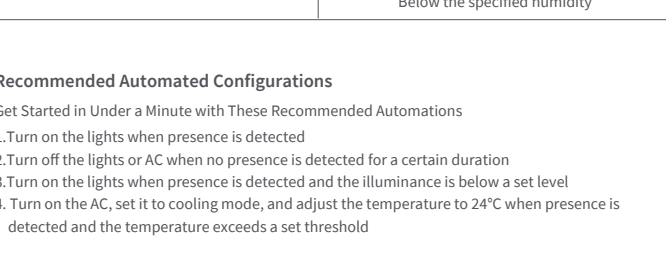 Below the specified humidity
Recommended Automated Configurations
Get Started in Under a Minute with These Recommended Automations
1.Turn on the lights when presence is detected
2.Turn off the lights or AC when no presence is detected for a certain duration
3.Turn on the lights when presence is detected and the illuminance is below a set level
4. Turn on the AC, set it to cooling mode, and adjust the temperature to 24°C when presence is
detected and the temperature exceeds a set threshold